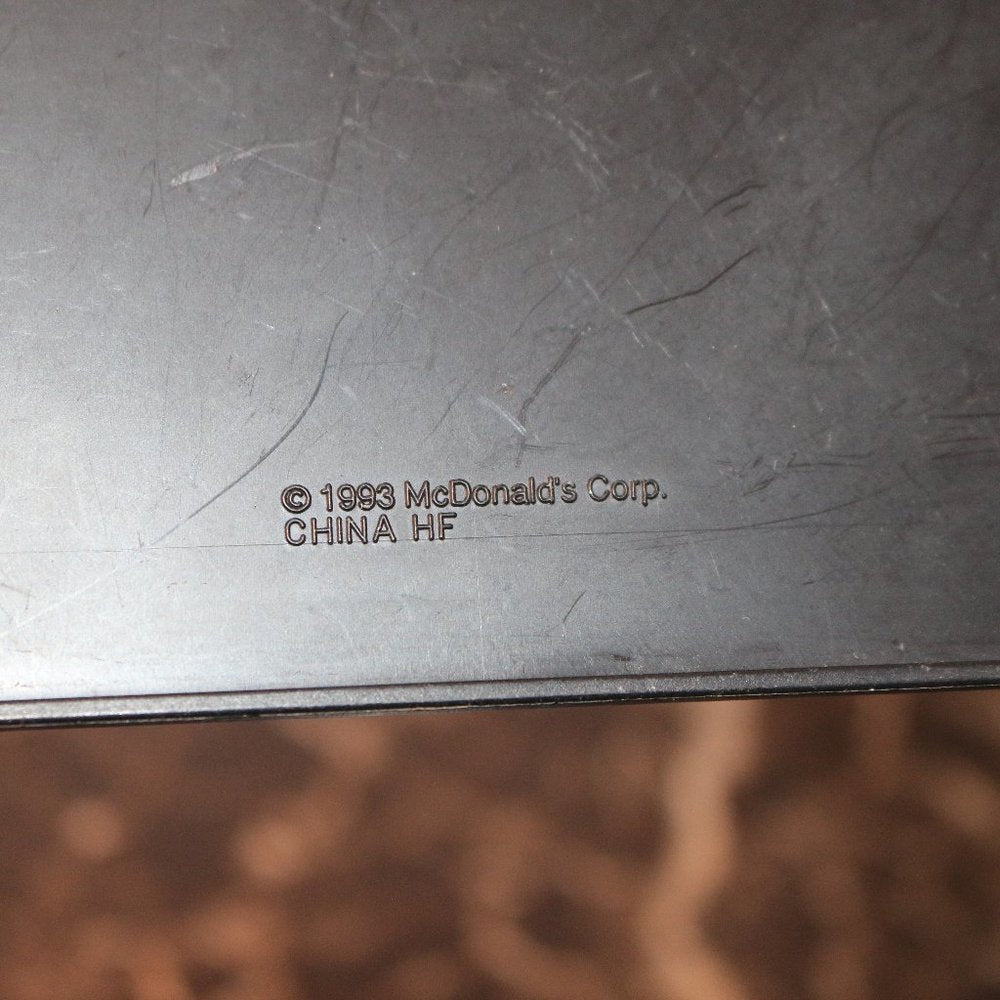 © 1993 McDonald's Corp.
CHINA HF